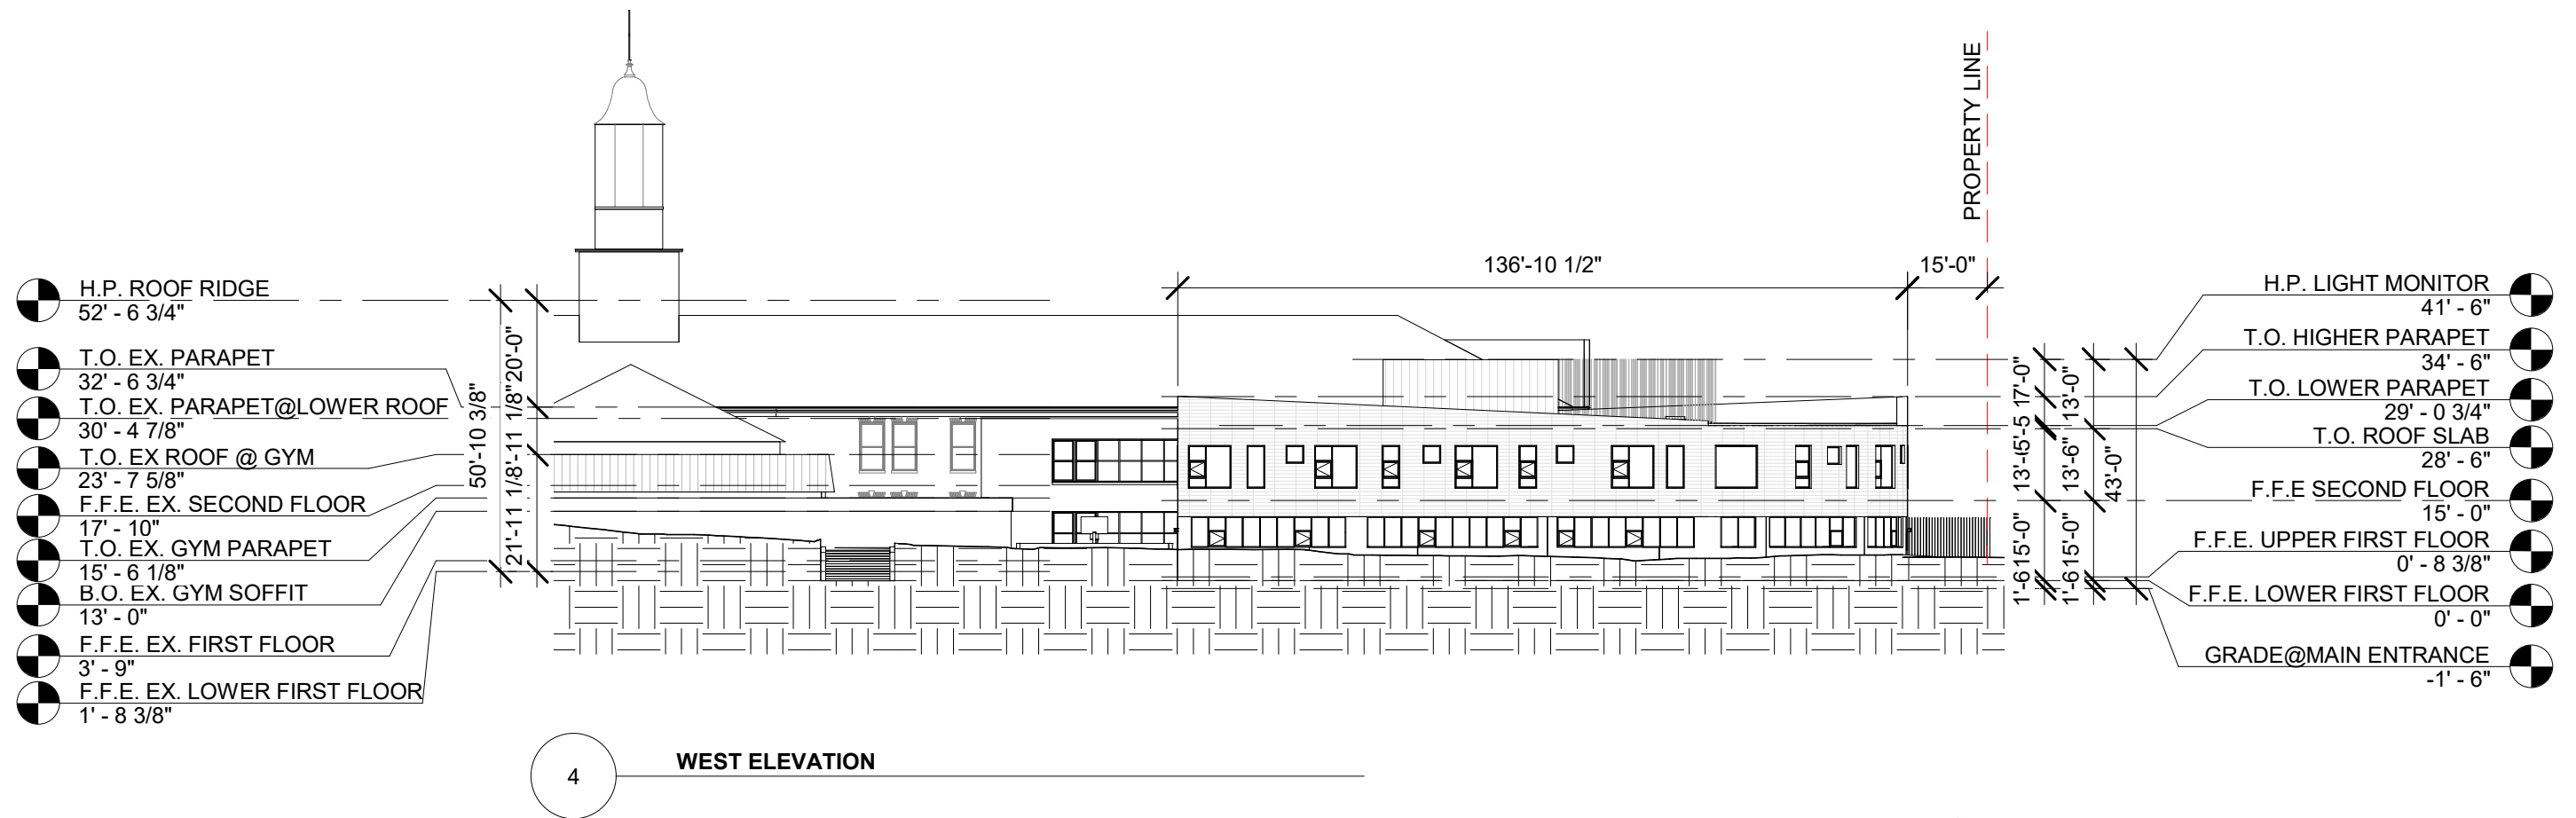 PROPERTY LINE
136'-10 1/2"
15'-0"
H.P. ROOF RIDGE
52' - 6 3/4"
T.O. EX. PARAPET
32' - 6 3/4"
T.O. EX. PARAPET@LOWER ROOF
30' - 4 7/8"
T.O. EX ROOF @ GYM
23' - 7 5/8"
F.F.E. EX. SECOND FLOOR
17' - 10"
T.O. EX. GYM PARAPET
15' - 6 1/8"
B.O. EX. GYM SOFFIT
13' - 0"
F.F.E. EX. FIRST FLOOR
3' - 9"
F.F.E. EX. LOWER FIRST FLOOR
1' - 8 3/8"
50'-10 3/8"
20'-0"
21'-11 1/8"
H.P. LIGHT MONITOR
41' - 6"
T.O. HIGHER PARAPET
34' - 6"
T.O. LOWER PARAPET
29' - 0 3/4"
T.O. ROOF SLAB
28' - 6"
F.F.E SECOND FLOOR
15' - 0"
F.F.E. UPPER FIRST FLOOR
0' - 8 3/8"
F.F.E. LOWER FIRST FLOOR
0' - 0"
GRADE@MAIN ENTRANCE
-1' - 6"
15'-0"
1'-6
13'-0"
13'-6"
15'-0"
1'-6
43'-0"
4
WEST ELEVATION